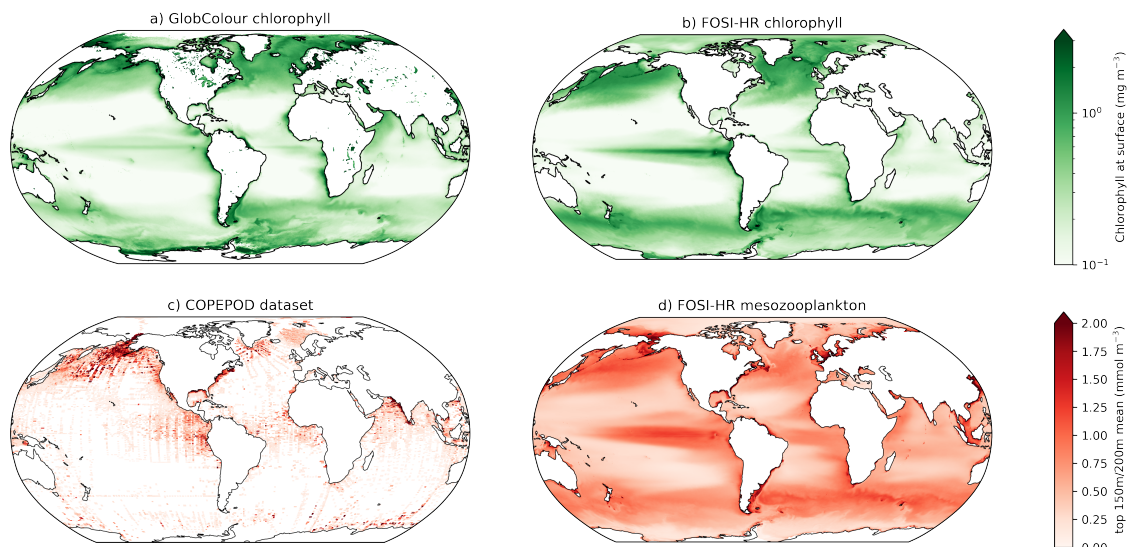 a) GlobColour chlorophyll
b) FOSI-HR chlorophyll
10⁰
10⁻¹
Chlorophyll at surface (mg m⁻³)
c) COPEPOD dataset
d) FOSI-HR mesozooplankton
2.00
1.75
1.50
1.25
1.00
0.75
0.50
0.25
0.00
top 150m/200m mean (mmol m⁻³)